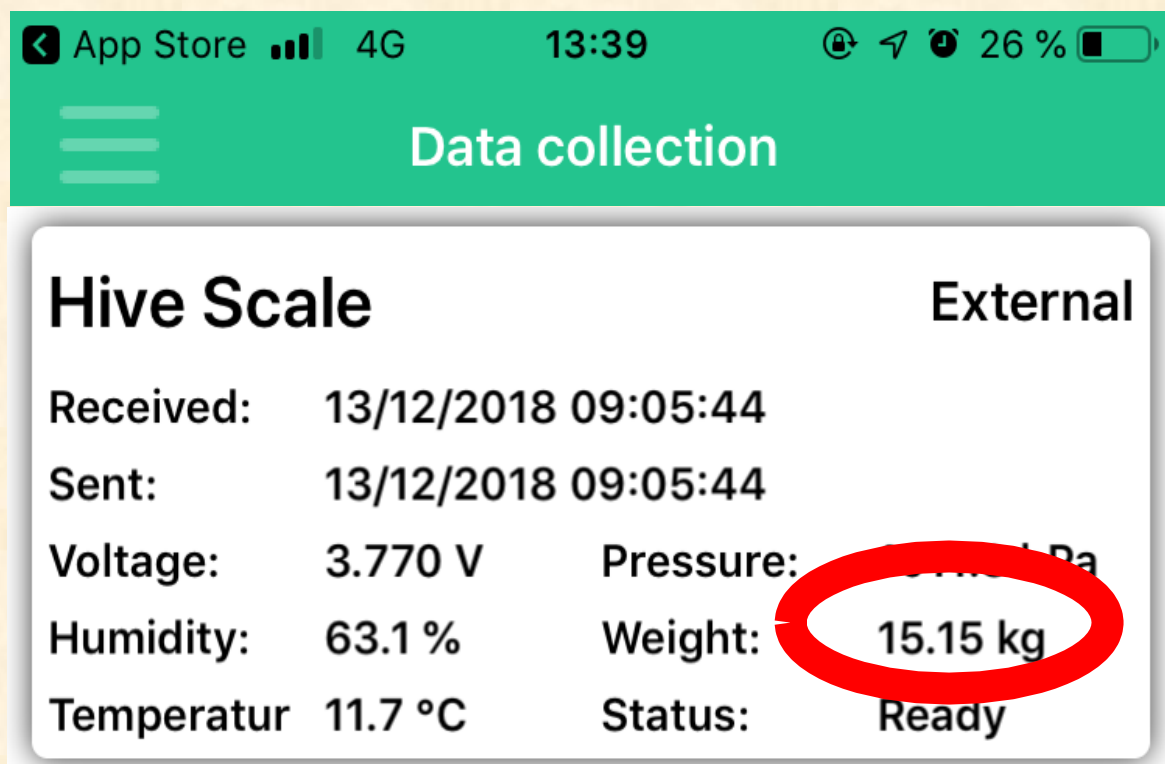 App Store 4G 13:39 26 %
Data collection
Hive Scale External
Received: 13/12/2018 09:05:44
Sent: 13/12/2018 09:05:44
Voltage: 3.770 V Pressure:
Humidity: 63.1 % Weight: 15.15 kg
Temperatur 11.7 °C Status: Ready